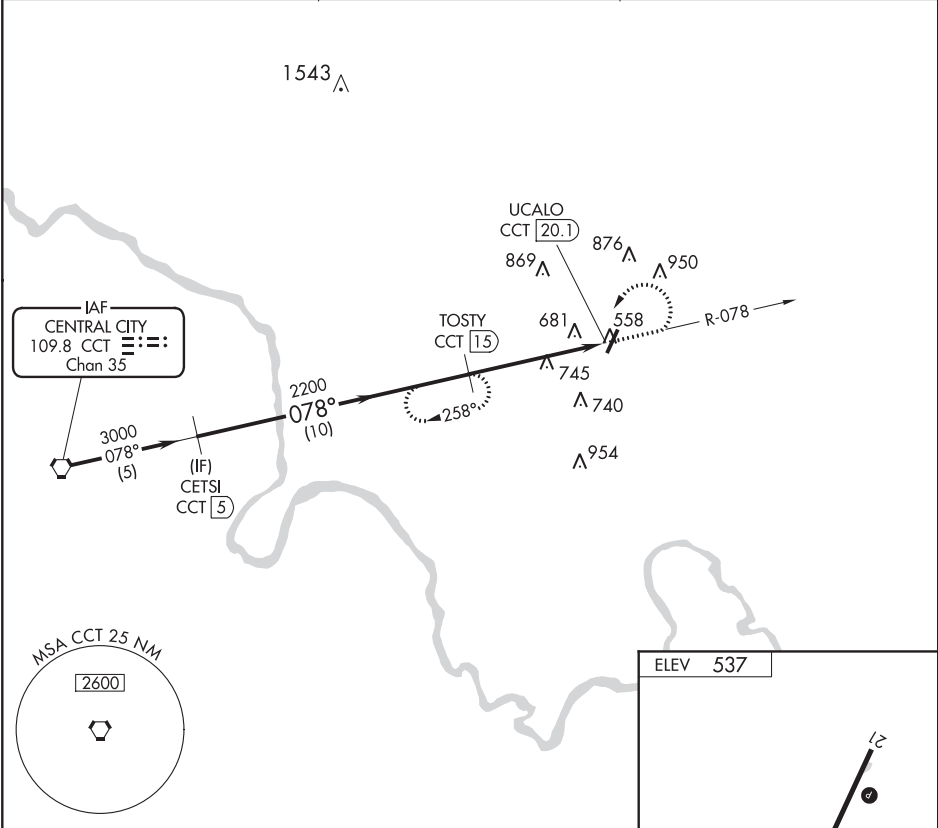 1543
UCALO
CCT 20.1
876
950
869
IAF
CENTRAL CITY
109.8 CCT
Chan 35
TOSTY
CCT 15
681
558
R-078
745
2200
078°
(10)
258°
740
3000
078°
(5)
(IF)
CETSI
CCT 5
954
MSA CCT 25 NM
2600
ELEV 537
21
P